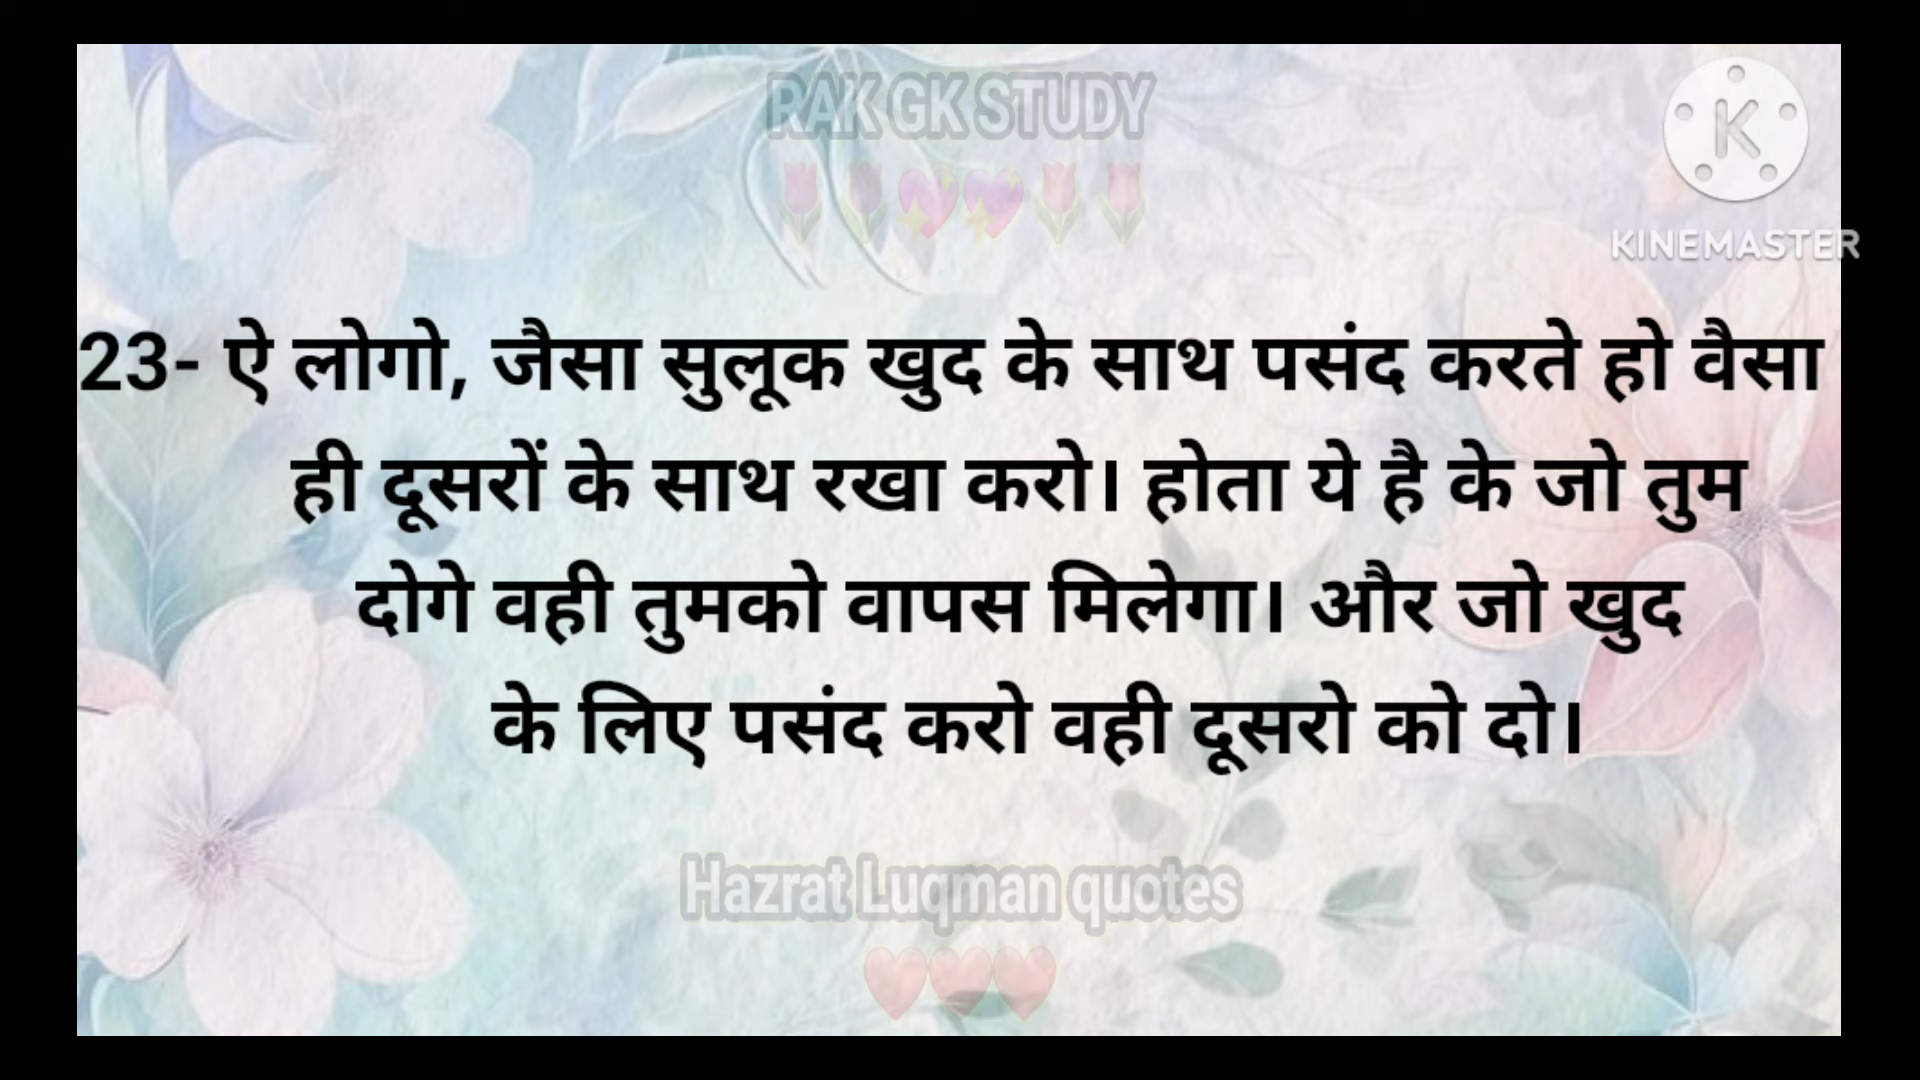 RAK GK STUDY
K
KINEMASTER
23- ऐ लोगो, जैसा सुलूक खुद के साथ पसंद करते हो वैसा
ही दूसरों के साथ रखा करो। होता ये है के जो तुम
दोगे वही तुमको वापस मिलेगा। और जो खुद
के लिए पसंद करो वही दूसरो को दो।
Hazrat Luqman quotes